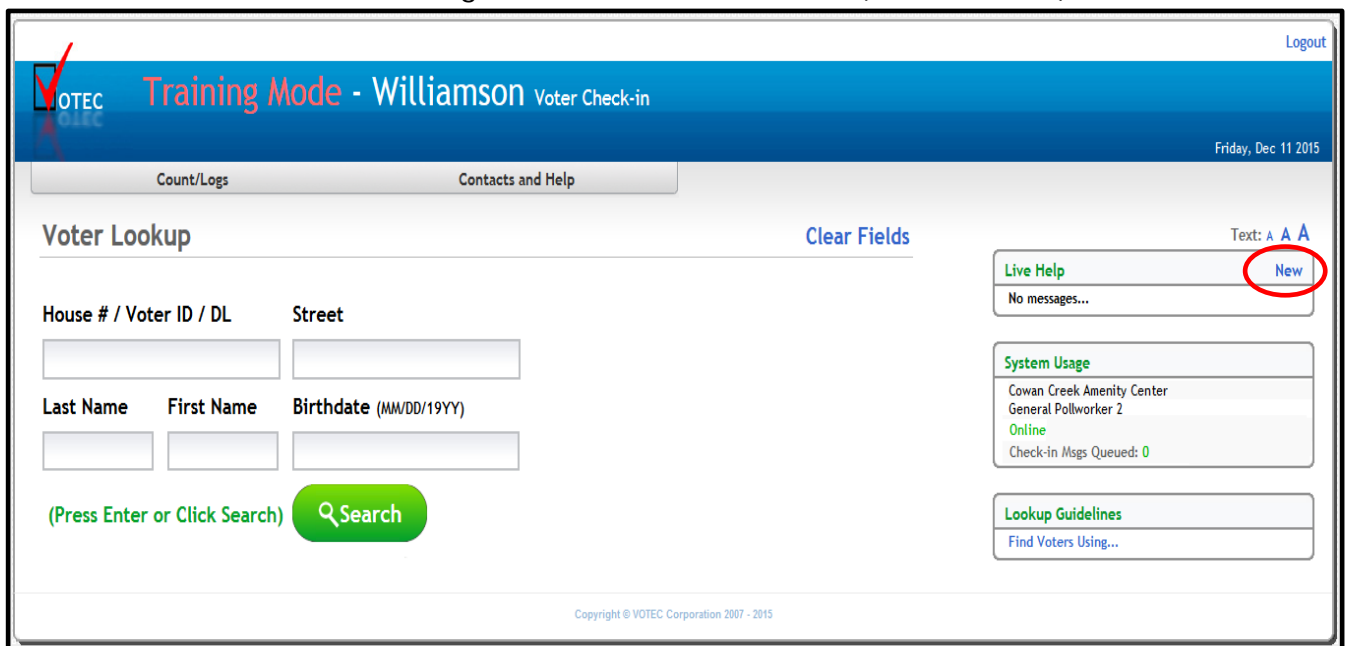 Logout
VOTEC Training Mode - Williamson Voter Check-in
Friday, Dec 11 2015
Count/Logs Contacts and Help
Voter Lookup Clear Fields
Text: A A A
Live Help New
No messages...
House # / Voter ID / DL Street
System Usage
Cowan Creek Amenity Center
General Pollworker 2
Online
Check-in Msgs Queued: 0
Last Name First Name Birthdate (MM/DD/19YY)
(Press Enter or Click Search) Search
Lookup Guidelines
Find Voters Using...
Copyright © VOTEC Corporation 2007 - 2015